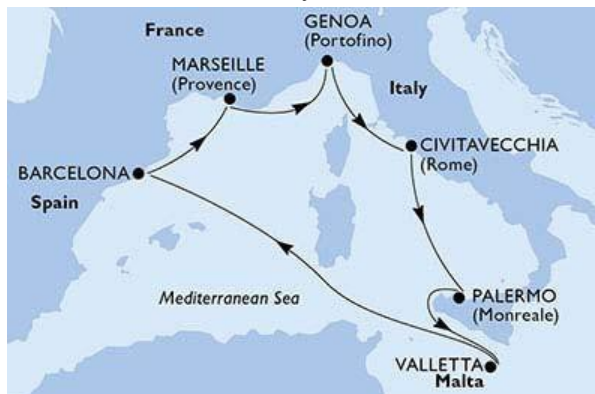 France
GENOA
(Portofino)
MARSEILLE
(Provence)
Italy
CIVITAVECCHIA
(Rome)
BARCELONA
Spain
Mediterranean Sea
PALERMO
(Monreale)
VALLETTA
Malta